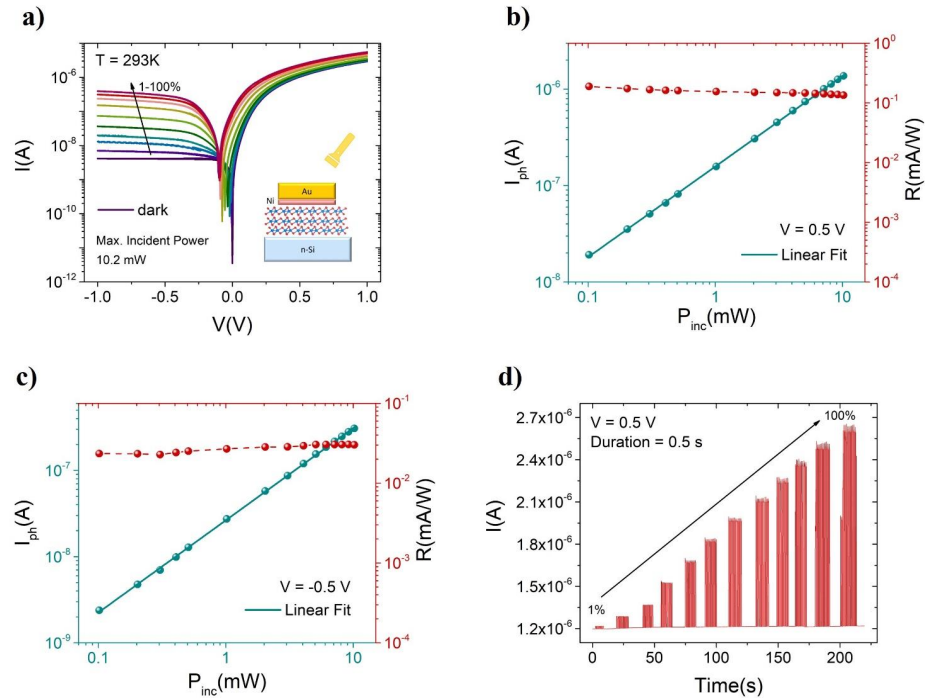 a)
T = 293K
1-100%
dark
Max. Incident Power
10.2 mW
Au
Ni
n-Si
I(A)
10⁻⁶
10⁻⁸
10⁻¹⁰
10⁻¹²
-1.0 -0.5 0.0 0.5 1.0
V(V)
b)
V = 0.5 V
Linear Fit
I_ph(A)
10⁻⁶
10⁻⁷
10⁻⁸
R(mA/W)
10⁰
10⁻¹
10⁻²
10⁻³
10⁻⁴
0.1 1 10
P_inc(mW)
c)
V = -0.5 V
Linear Fit
I_ph(A)
10⁻⁷
10⁻⁸
10⁻⁹
R(mA/W)
10⁻¹
10⁻²
10⁻³
10⁻⁴
0.1 1 10
P_inc(mW)
d)
V = 0.5 V
Duration = 0.5 s
100%
1%
I(A)
2.7x10⁻⁶
2.4x10⁻⁶
2.1x10⁻⁶
1.8x10⁻⁶
1.5x10⁻⁶
1.2x10⁻⁶
0 50 100 150 200
Time(s)